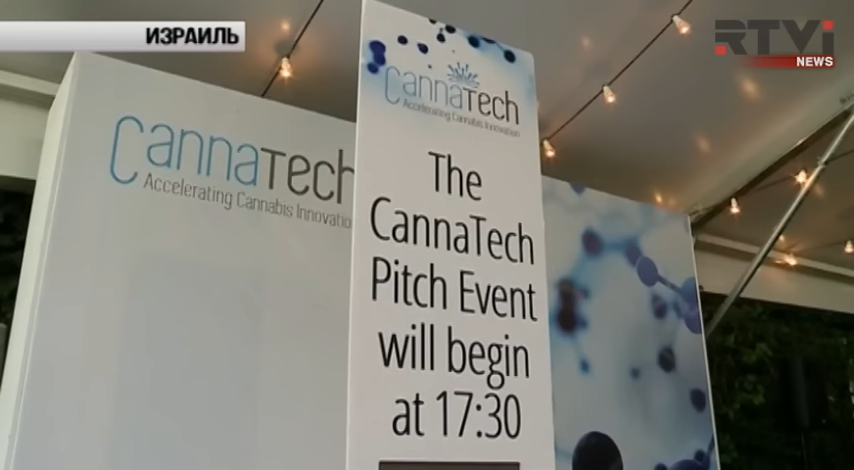 ИЗРАИЛЬ
RTVi
NEWS
CannaTech
Accelerating Cannabis Innovation
The
CannaTech
Pitch Event
will begin
at 17:30
CannaTech
Accelerating Cannabis Innovatio